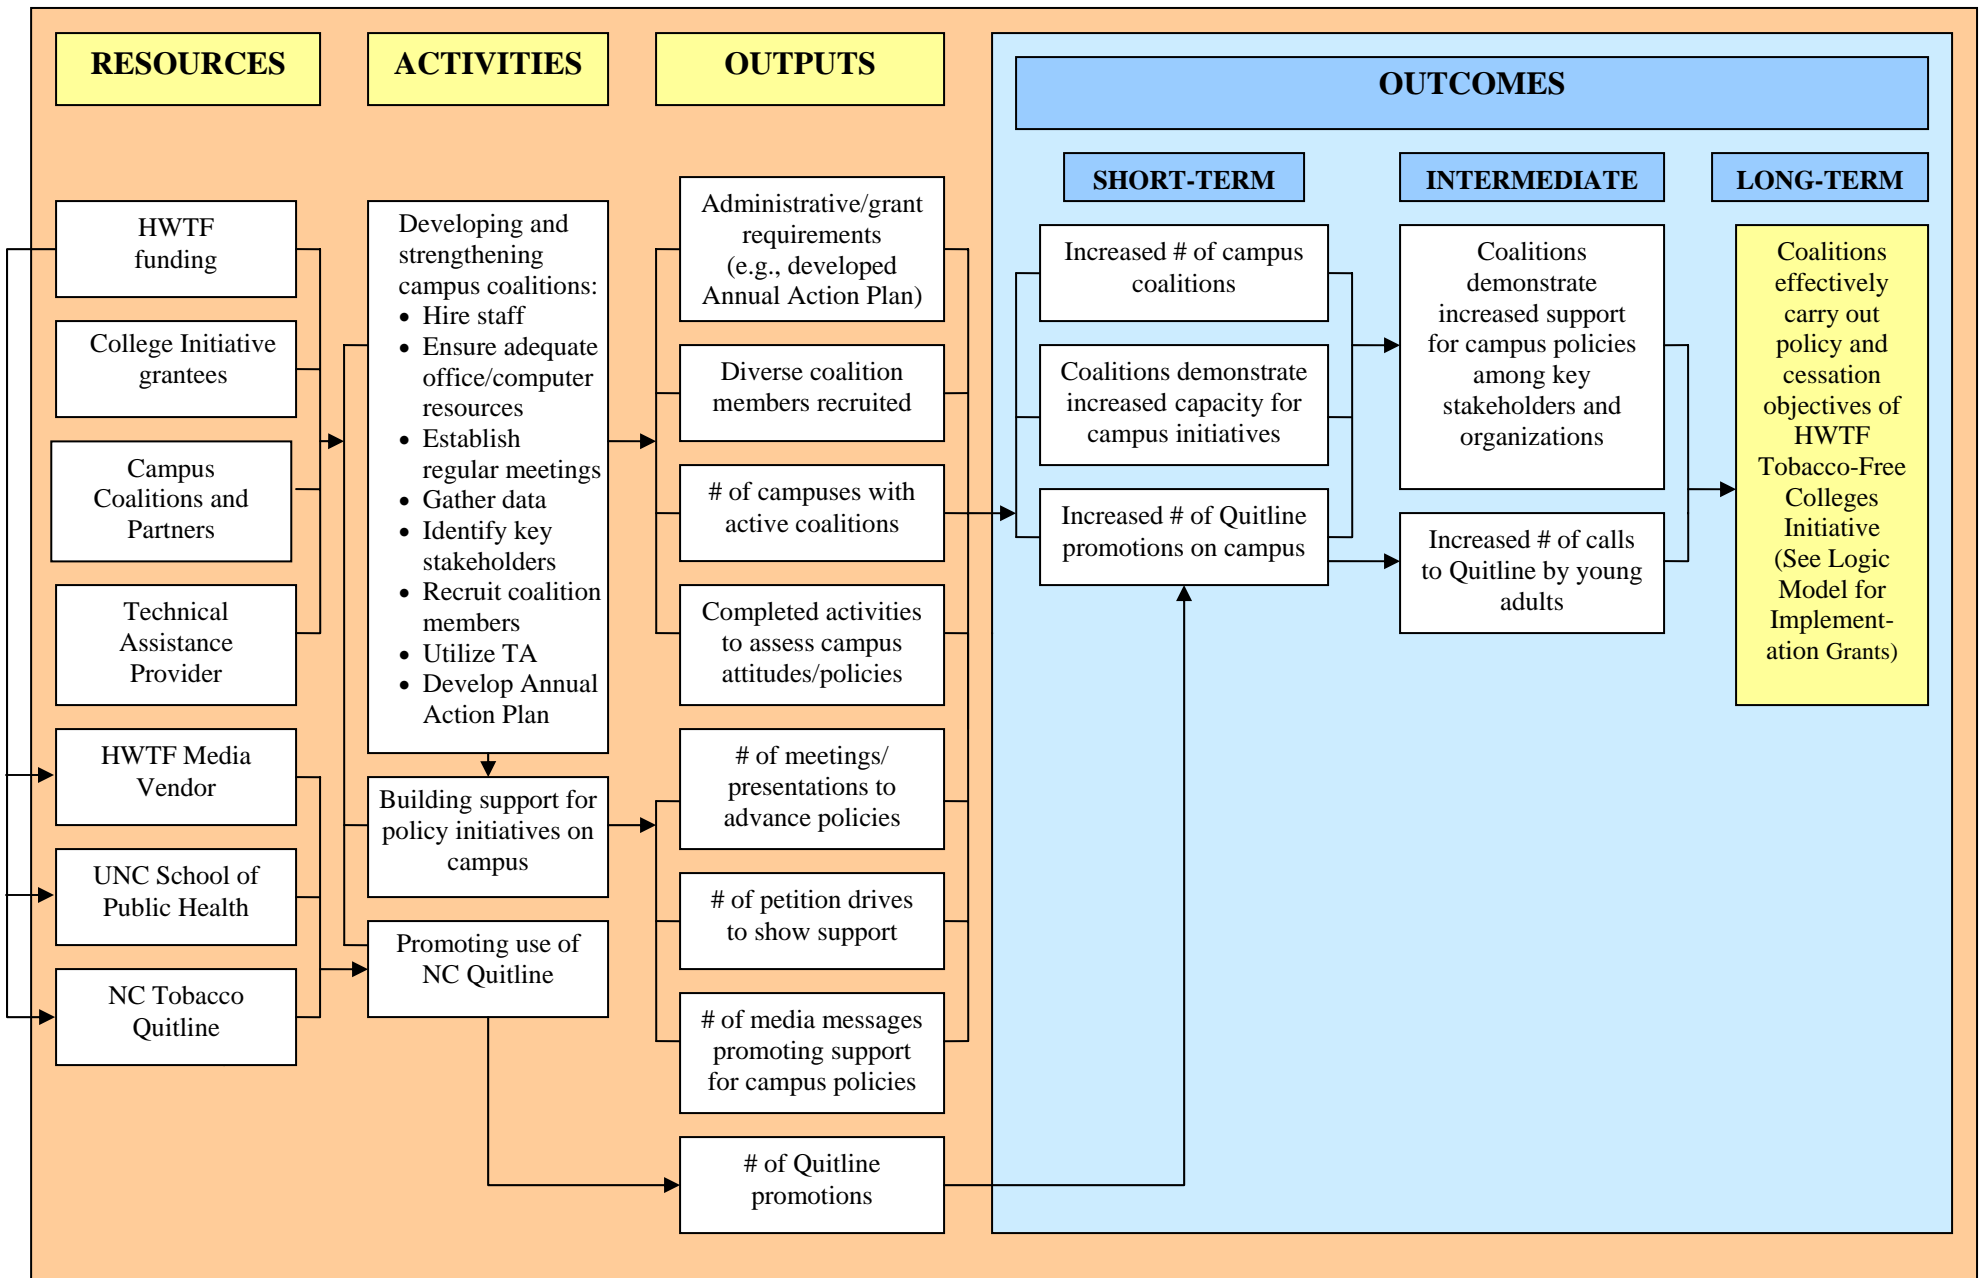 RESOURCES
ACTIVITIES
OUTPUTS
OUTCOMES
SHORT-TERM
INTERMEDIATE
LONG-TERM
HWTF
funding
College Initiative
grantees
Campus
Coalitions and
Partners
Technical
Assistance
Provider
HWTF Media
Vendor
UNC School of
Public Health
NC Tobacco
Quitline
Developing and
strengthening
campus coalitions:
• Hire staff
• Ensure adequate
office/computer
resources
• Establish
regular meetings
• Gather data
• Identify key
stakeholders
• Recruit coalition
members
• Utilize TA
• Develop Annual
Action Plan
Building support for
policy initiatives on
campus
Promoting use of
NC Quitline
Administrative/grant
requirements
(e.g., developed
Annual Action Plan)
Diverse coalition
members recruited
# of campuses with
active coalitions
Completed activities
to assess campus
attitudes/policies
# of meetings/
presentations to
advance policies
# of petition drives
to show support
# of media messages
promoting support
for campus policies
# of Quitline
promotions
Increased # of campus
coalitions
Coalitions demonstrate
increased capacity for
campus initiatives
Increased # of Quitline
promotions on campus
Coalitions
demonstrate
increased support
for campus policies
among key
stakeholders and
organizations
Increased # of calls
to Quitline by young
adults
Coalitions
effectively
carry out
policy and
cessation
objectives of
HWTF
Tobacco-Free
Colleges
Initiative
(See Logic
Model for
Implement-
ation Grants)